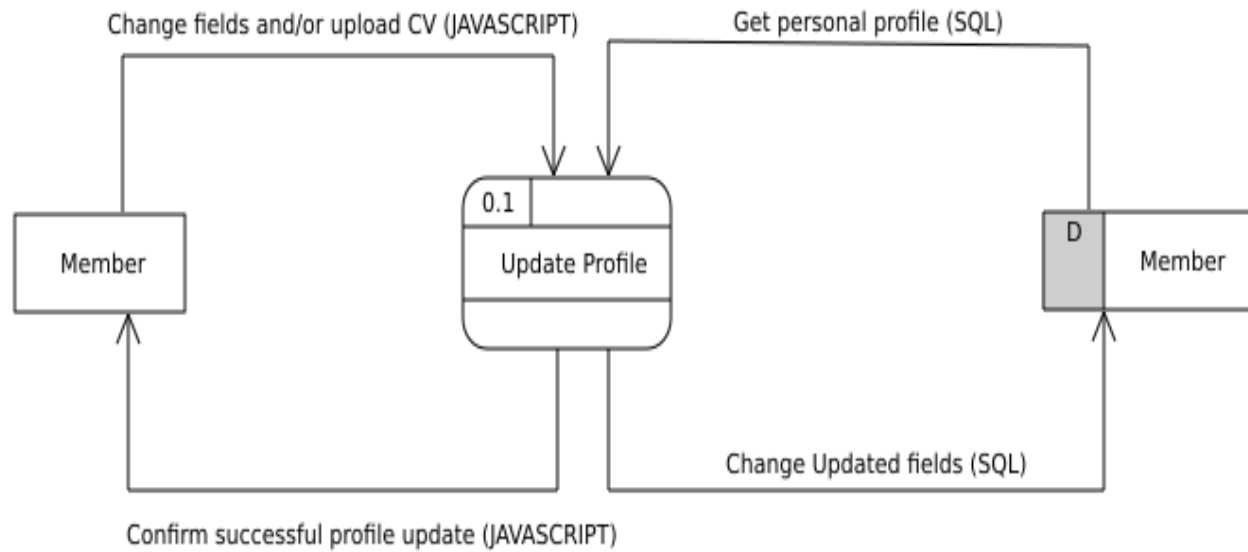 Change fields and/or upload CV (JAVASCRIPT)
Get personal profile (SQL)
0.1
Member
Update Profile
D
Member
Change Updated fields (SQL)
Confirm successful profile update (JAVASCRIPT)